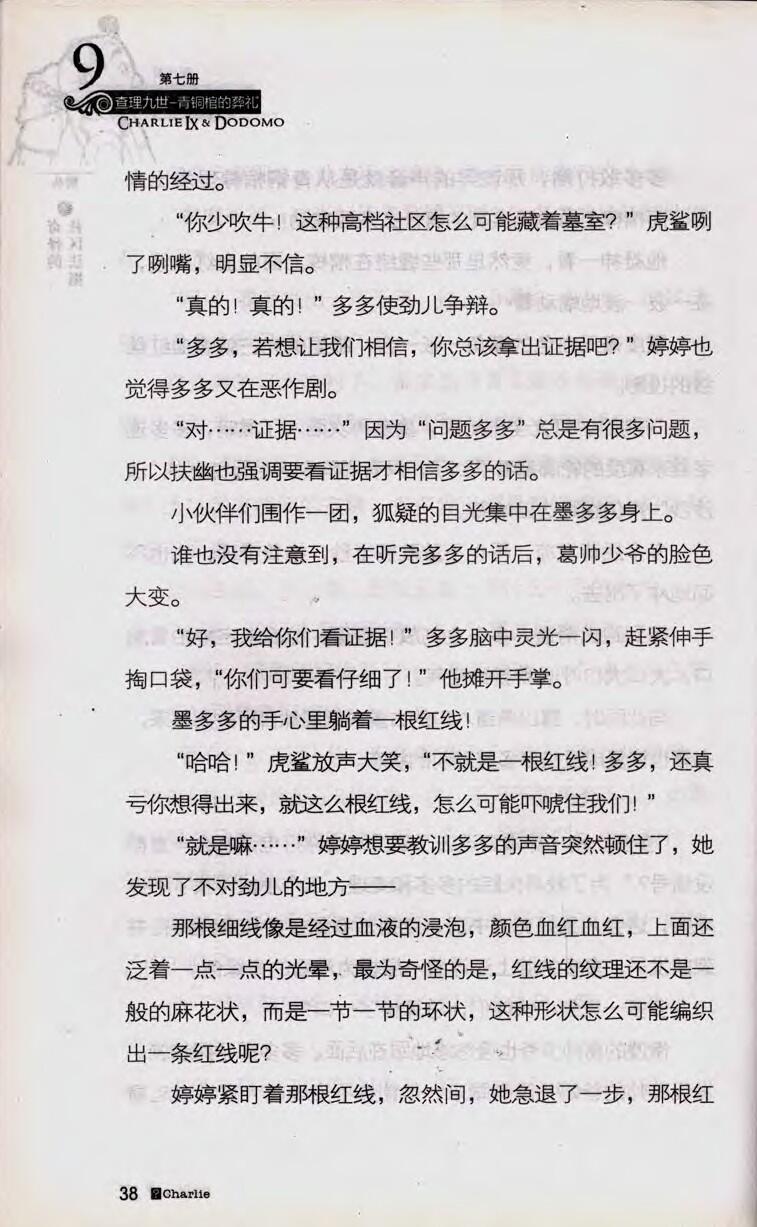 9
第七册
查理九世-青铜棺的葬礼
CHARLIE IX & DODOMO
情的经过。
“你少吹牛！这种高档社区怎么可能藏着墓室？”虎鲨咧
了咧嘴，明显不信。
“真的！真的！”多多使劲儿争辩。
“多多，若想让我们相信，你总该拿出证据吧？”婷婷也
觉得多多又在恶作剧。
“对……证据……”因为“问题多多”总是有很多问题，
所以扶幽也强调要看证据才相信多多的话。
小伙伴们围作一团，狐疑的目光集中在墨多多身上。
谁也没有注意到，在听完多多的话后，葛帅少爷的脸色
大变。
“好，我给你们看证据！”多多脑中灵光一闪，赶紧伸手
掏口袋，“你们可要看仔细了！”他摊开手掌。
墨多多的手心里躺着一根红线！
“哈哈！”虎鲨放声大笑，“不就是一根红线！多多，还真
亏你想得出来，就这么根红线，怎么可能吓唬住我们！”
“就是嘛……”婷婷想要教训多多的声音突然顿住了，她
发现了不对劲儿的地方——
那根细线像是经过血液的浸泡，颜色血红血红，上面还
泛着一点一点的光晕，最为奇怪的是，红线的纹理还不是一
般的麻花状，而是一节一节的环状，这种形状怎么可能编织
出一条红线呢？
婷婷紧盯着那根红线，忽然间，她急退了一步，那根红
38 Charlie